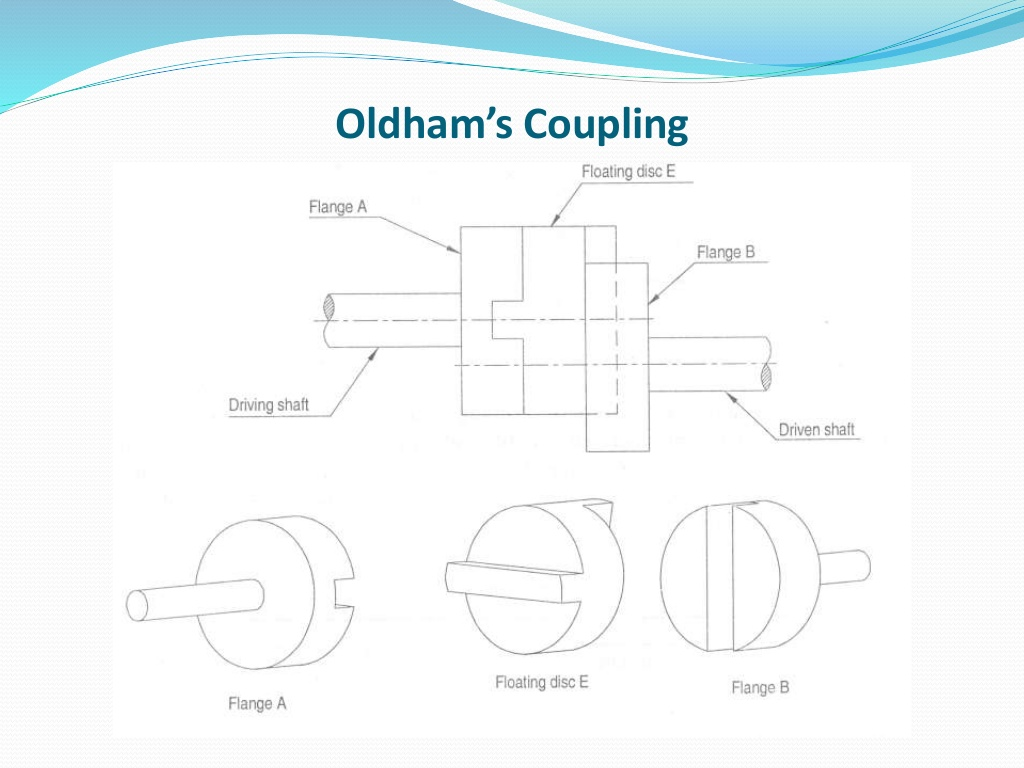 Oldham’s Coupling
Floating disc E
Flange A
Flange B
Driving shaft
Driven shaft
Flange A
Floating disc E
Flange B